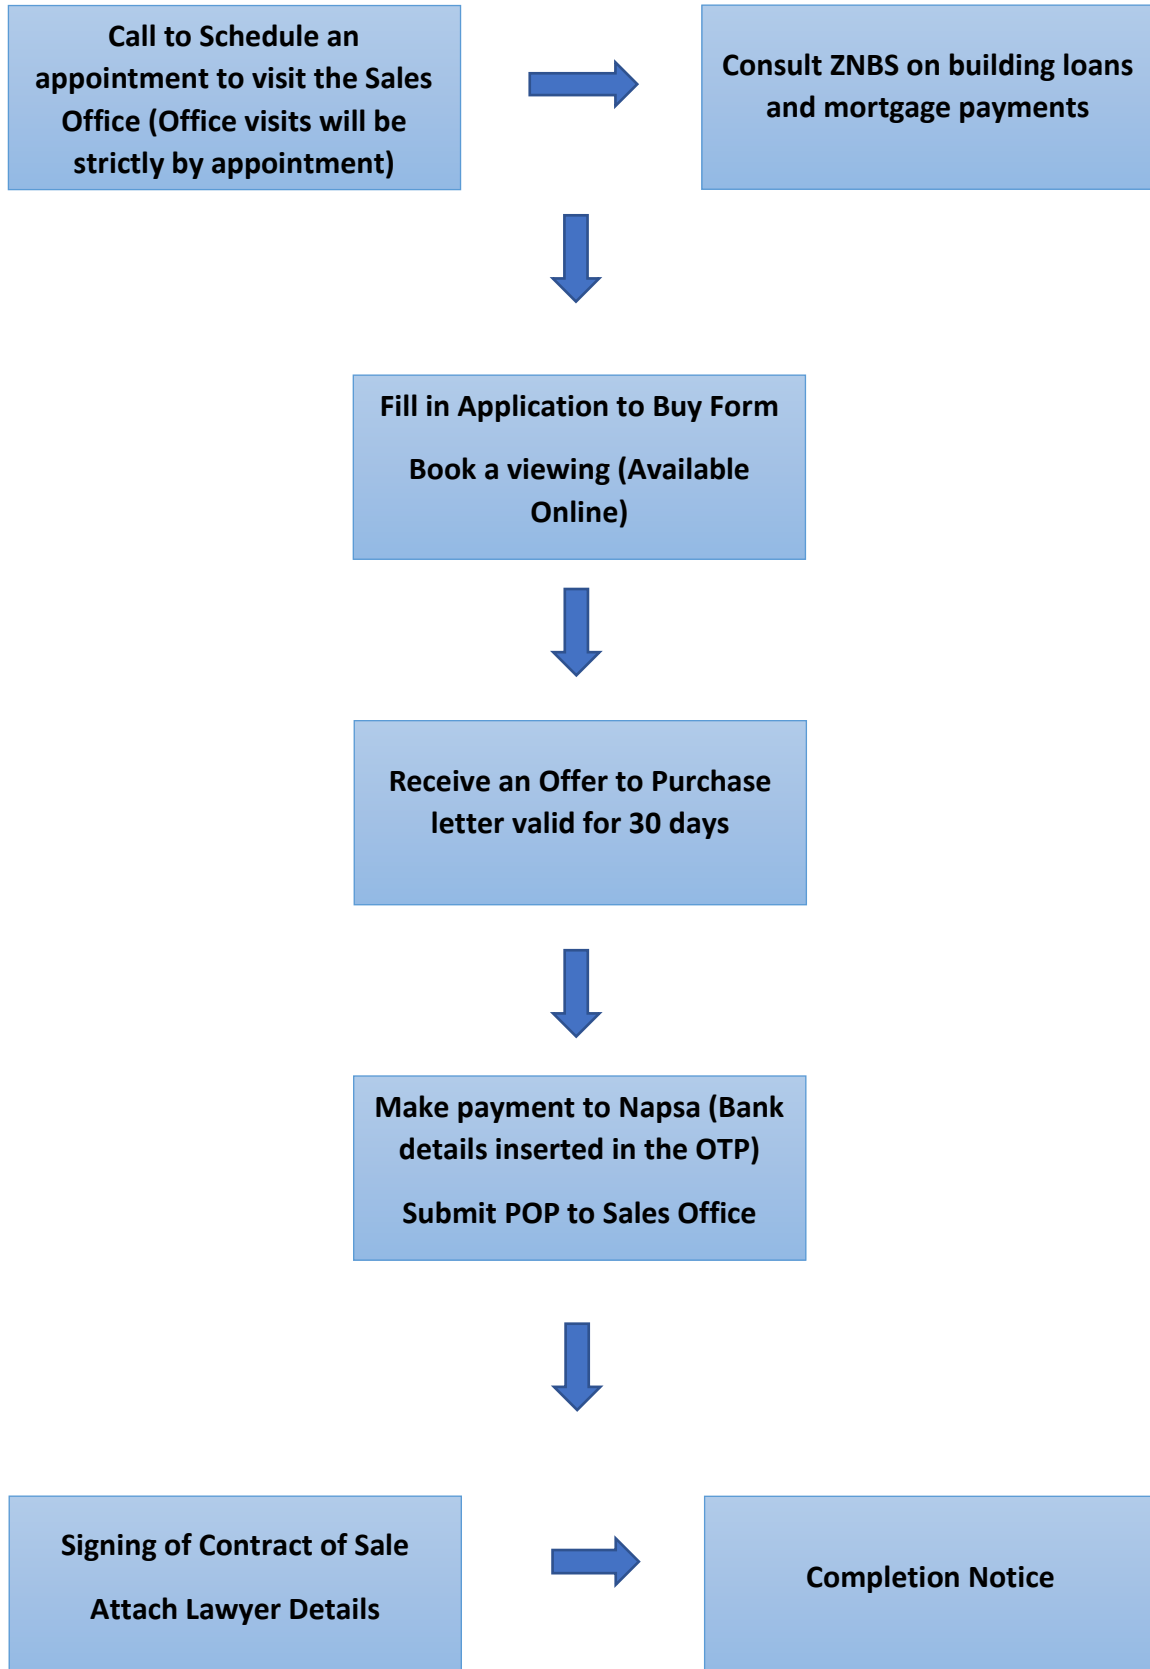 Call to Schedule an
appointment to visit the Sales
Office (Office visits will be
strictly by appointment)
Consult ZNBS on building loans
and mortgage payments
Fill in Application to Buy Form
Book a viewing (Available
Online)
Receive an Offer to Purchase
letter valid for 30 days
Make payment to Napsa (Bank
details inserted in the OTP)
Submit POP to Sales Office
Signing of Contract of Sale
Attach Lawyer Details
Completion Notice